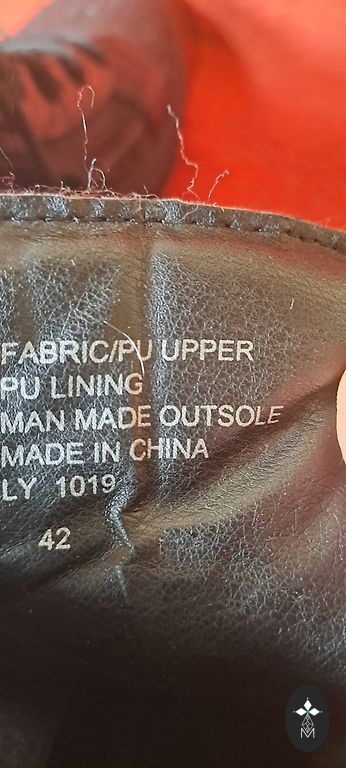 FABRIC/PU UPPER
PU LINING
MAN MADE OUTSOLE
MADE IN CHINA
LY 1019
42
M